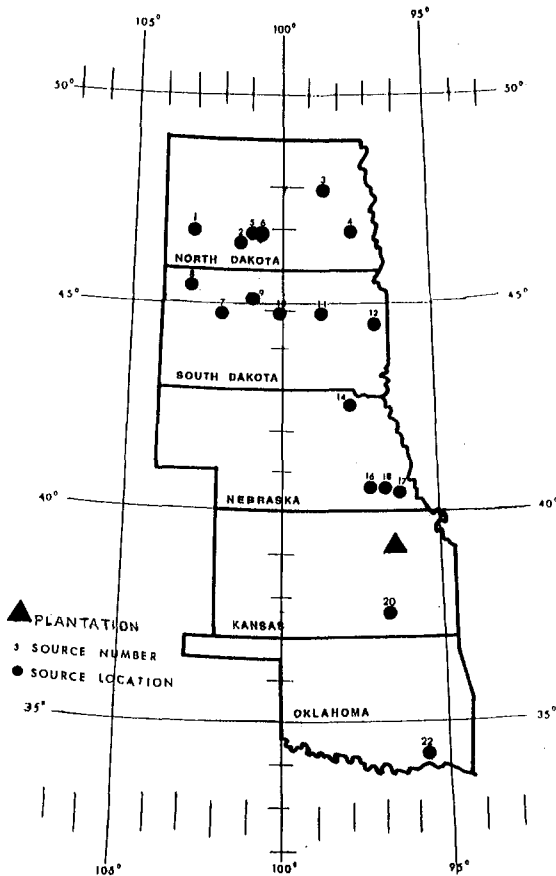 105° 100° 95°
50° 50°
3
1 2 5 6 4
NORTH DAKOTA
8
45° 9 45°
7 10 11 12
SOUTH DAKOTA
14
16 18 17
40° NEBRASKA 40°
20
PLANTATION KANSAS
3 SOURCE NUMBER
SOURCE LOCATION
35° OKLAHOMA 35°
22
105° 100° 95°